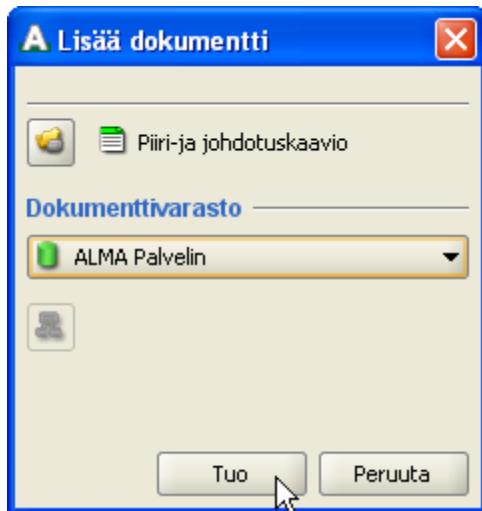 Lisää dokumentti
Piiri-ja johdotuskaavio
Dokumenttivarasto
ALMA Palvelin
Tuo Peruuta